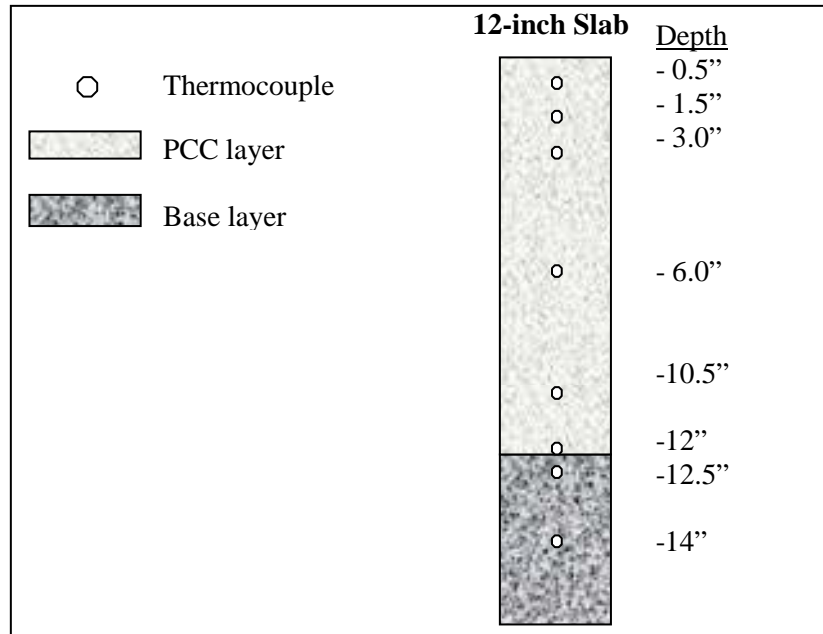 12-inch Slab
Depth
Thermocouple
PCC layer
Base layer
- 0.5”
- 1.5”
- 3.0”
- 6.0”
-10.5”
-12”
-12.5”
-14”